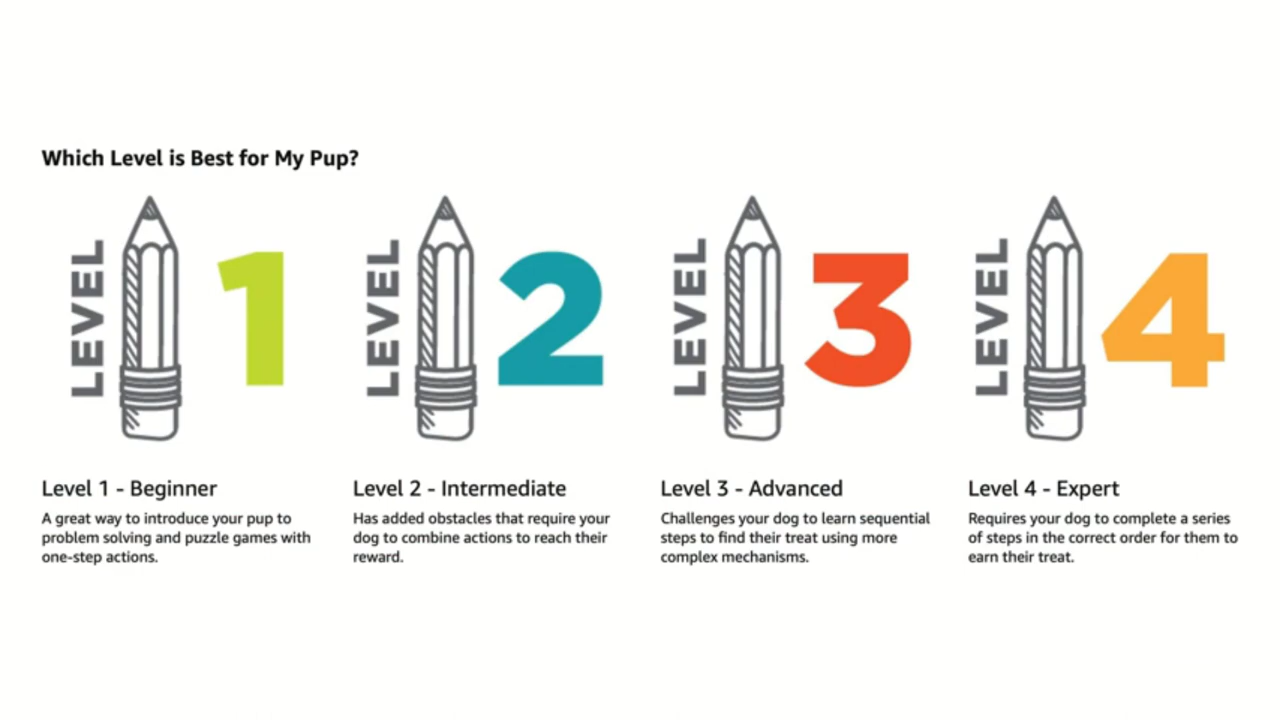 Which Level is Best for My Pup?
LEVEL 1
LEVEL 2
LEVEL 3
LEVEL 4
Level 1 - Beginner
A great way to introduce your pup to
problem solving and puzzle games with
one-step actions.
Level 2 - Intermediate
Has added obstacles that require your
dog to combine actions to reach their
reward.
Level 3 - Advanced
Challenges your dog to learn sequential
steps to find their treat using more
complex mechanisms.
Level 4 - Expert
Requires your dog to complete a series
of steps in the correct order for them to
earn their treat.